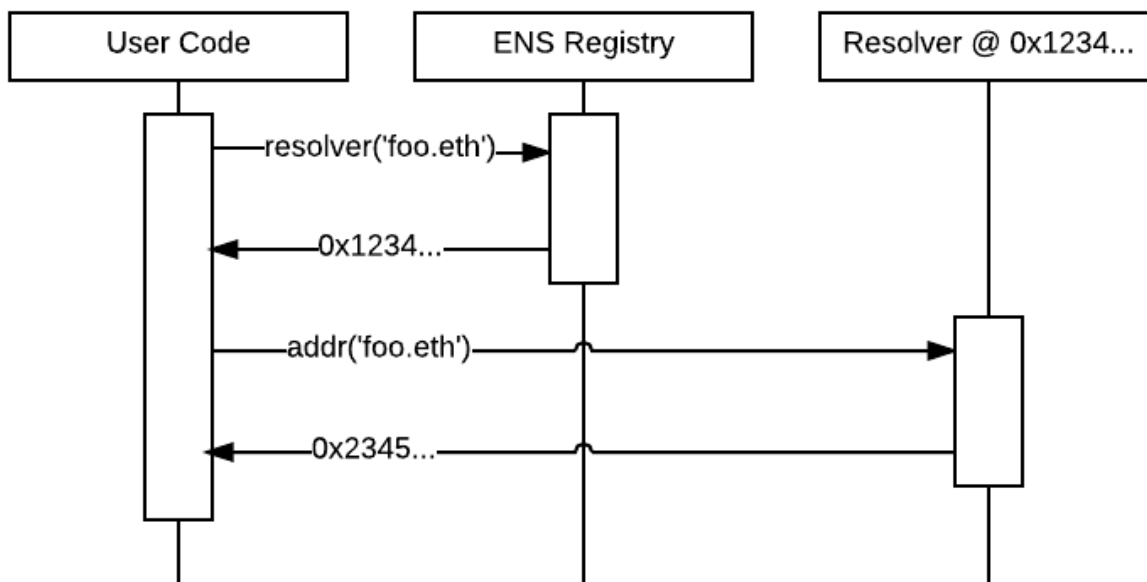 User Code
ENS Registry
Resolver @ 0x1234...
resolver('foo.eth')
0x1234...
addr('foo.eth')
0x2345...